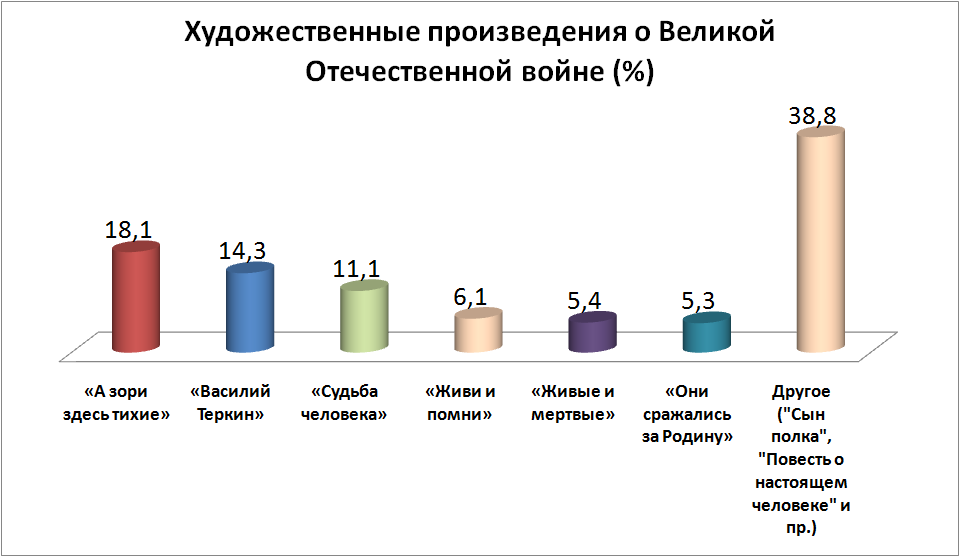 Художественные произведения о Великой
Отечественной войне (%)
18,1
14,3
11,1
6,1
5,4
5,3
38,8
«А зори
здесь тихие»
«Василий
Теркин»
«Судьба
человека»
«Живи и
помни»
«Живые и
мертвые»
«Они
сражались
за Родину»
Другое
("Сын
полка",
"Повесть о
настоящем
человеке" и
пр.)